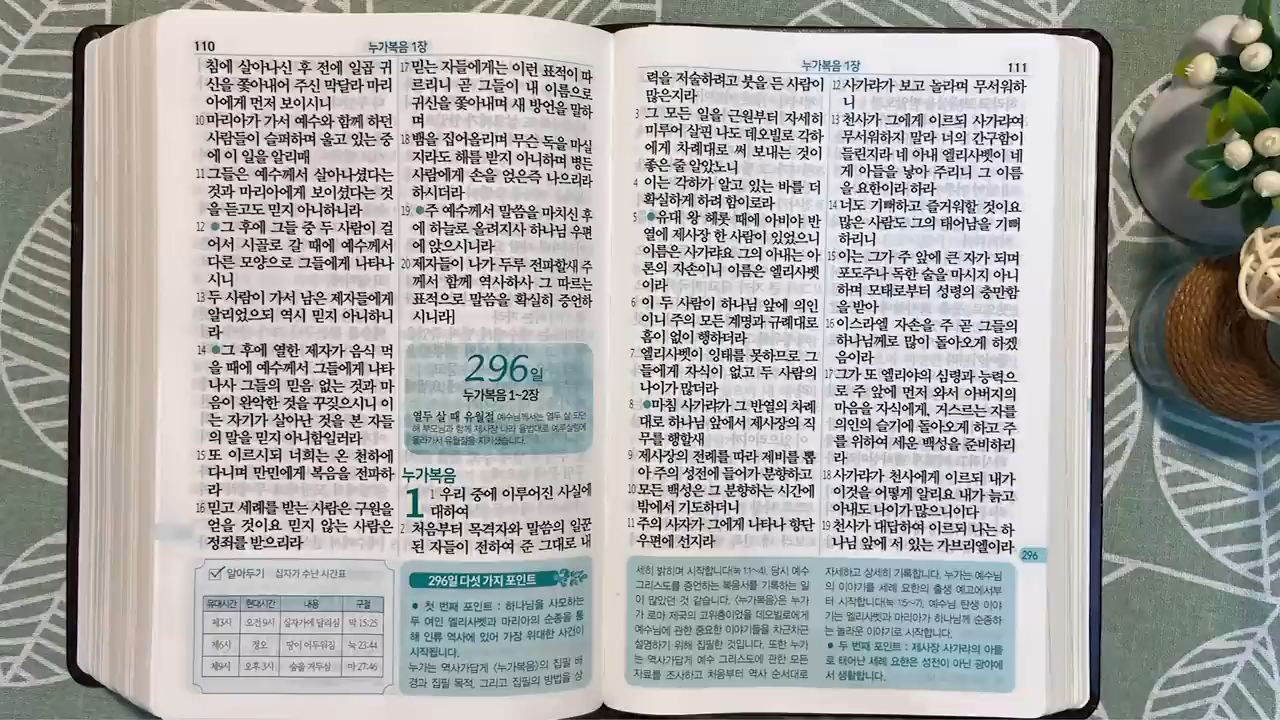 110
누가복음 1장
침에 살아나신 후 전에 일곱 귀
신을 쫓아내어 주신 막달라 마리
아에게 먼저 보이시니
10 마리아가 가서 예수와 함께 하던
사람들이 슬퍼하며 울고 있는 중
에 이 일을 알리매
11 그들은 예수께서 살아나셨다는
것과 마리아에게 보이셨다는 것
을 듣고도 믿지 아니하니라
12 ●그 후에 그들 중 두 사람이 걸
어서 시골로 갈 때에 예수께서
다른 모양으로 그들에게 나타나
시니
13 두 사람이 가서 남은 제자들에게
알리었으되 역시 믿지 아니하니
라
14 ●그 후에 열한 제자가 음식 먹
을 때에 예수께서 그들에게 나타
나사 그들의 믿음 없는 것과 마
음이 완악한 것을 꾸짖으시니 이
는 자기가 살아난 것을 본 자들
의 말을 믿지 아니함일러라
15 또 이르시되 너희는 온 천하에
다니며 만민에게 복음을 전파하
라
16 믿고 세례를 받는 사람은 구원을
얻을 것이요 믿지 않는 사람은
정죄를 받으리라
17 믿는 자들에게는 이런 표적이 따
르리니 곧 그들이 내 이름으로
귀신을 쫓아내며 새 방언을 말하
며
18 뱀을 집어올리며 무슨 독을 마실
지라도 해를 받지 아니하며 병든
사람에게 손을 얹은즉 나으리라
하시더라
19 ●주 예수께서 말씀을 마치신 후
에 하늘로 올려지사 하나님 우편
에 앉으시니라
20 제자들이 나가 두루 전파할새 주
께서 함께 역사하사 그 따르는
표적으로 말씀을 확실히 증언하
시니라]
296일
누가복음 1~2장
열두 살 때 유월절 예수님께서는 열두 살 되던
해 부모님과 함께 제사장 나라 율법대로 예루살렘에
올라가서 유월절을 지키셨습니다.
누가복음
1 1 우리 중에 이루어진 사실에
대하여
2 처음부터 목격자와 말씀의 일꾼
된 자들이 전하여 준 그대로 내
알아두기 십자가 수난 시간표
유대시간 현대시간 내용 구절
제3시 오전 9시 십자가에 달리심 막 15:25
제6시 정오 땅이 어두워짐 눅 23:44
제9시 오후 3시 숨을 거두심 마 27:46
296일 다섯 가지 포인트
● 첫 번째 포인트 : 하나님을 사모하는
두 여인 엘리사벳과 마리아의 순종을 통
해 인류 역사에 있어 가장 위대한 사건이
시작됩니다.
누가는 역사가답게 〈누가복음〉의 집필 배
경과 집필 목적, 그리고 집필의 방법을 상
누가복음 1장
111
력을 저술하려고 붓을 든 사람이
많은지라
3 그 모든 일을 근원부터 자세히
미루어 살핀 나도 데오빌로 각하
에게 차례대로 써 보내는 것이
좋은 줄 알았노니
4 이는 각하가 알고 있는 바를 더
확실하게 하려 함이로라
5 ●유대 왕 헤롯 때에 아비야 반
열에 제사장 한 사람이 있었으니
이름은 사가랴요 그의 아내는 아
론의 자손이니 이름은 엘리사벳
이라
6 이 두 사람이 하나님 앞에 의인
이니 주의 모든 계명과 규례대로
흠이 없이 행하더라
7 엘리사벳이 잉태를 못하므로 그
들에게 자식이 없고 두 사람의
나이가 많더라
8 ●마침 사가랴가 그 반열의 차례
대로 하나님 앞에서 제사장의 직
무를 행할새
9 제사장의 전례를 따라 제비를 뽑
아 주의 성전에 들어가 분향하고
10 모든 백성은 그 분향하는 시간에
밖에서 기도하더니
11 주의 사자가 그에게 나타나 향단
우편에 선지라
12 사가랴가 보고 놀라며 무서워하
니
13 천사가 그에게 이르되 사가랴여
무서워하지 말라 너의 간구함이
들린지라 네 아내 엘리사벳이 네
게 아들을 낳아 주리니 그 이름
을 요한이라 하라
14 너도 기뻐하고 즐거워할 것이요
많은 사람도 그의 태어남을 기뻐
하리니
15 이는 그가 주 앞에 큰 자가 되며
포도주나 독한 술을 마시지 아니
하며 모태로부터 성령의 충만함
을 받아
16 이스라엘 자손을 주 곧 그들의
하나님께로 많이 돌아오게 하겠
음이라
17 그가 또 엘리야의 심령과 능력으
로 주 앞에 먼저 와서 아버지의
마음을 자식에게, 거스르는 자를
의인의 슬기에 돌아오게 하고 주
를 위하여 세운 백성을 준비하리
라
18 사가랴가 천사에게 이르되 내가
이것을 어떻게 알리요 내가 늙고
아내도 나이가 많으니이다
19 천사가 대답하여 이르되 나는 하
나님 앞에 서 있는 가브리엘이라
296
세히 밝히며 시작합니다(눅 1:1~4). 당시 예수
그리스도를 증언하는 복음서를 기록하는 일
이 많았던 것 같습니다. 〈누가복음〉은 누가
가 로마 제국의 고위층이었을 데오빌로에게
예수님에 관한 중요한 이야기들을 차근차근
설명하기 위해 집필한 것입니다. 또한 누가
는 역사가답게 예수 그리스도에 관한 모든
자료를 조사하고 처음부터 역사 순서대로
자세하고 상세히 기록합니다. 누가는 예수님
의 이야기를 세례 요한의 출생 예고에서부
터 시작합니다(눅 1:5~7). 예수님 탄생 이야
기는 엘리사벳과 마리아가 하나님께 순종하
는 놀라운 이야기로 시작합니다.
● 두 번째 포인트 : 제사장 사가랴의 아들
로 태어난 세례 요한은 성전이 아닌 광야에
서 생활합니다.